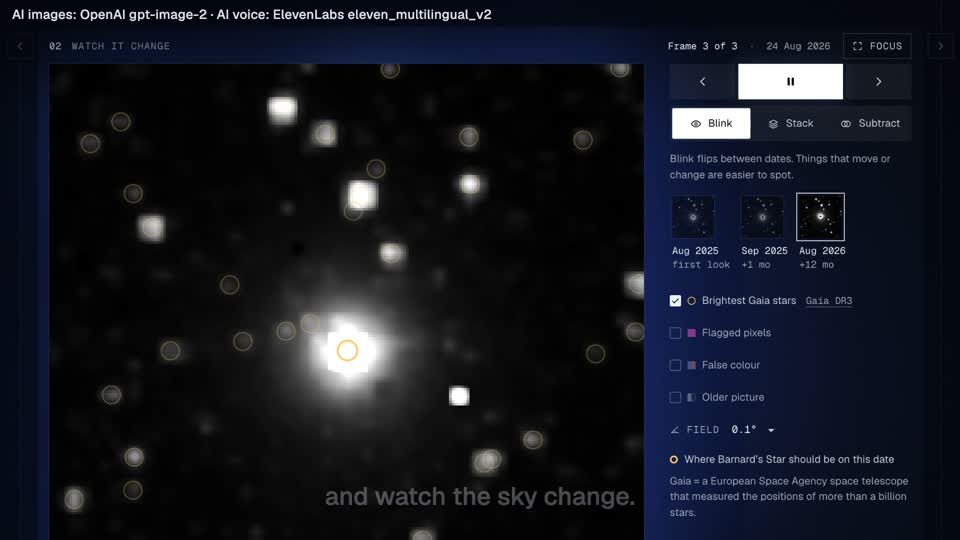 AI images: OpenAI gpt-image-2 · AI voice: ElevenLabs eleven_multilingual_v2
02 WATCH IT CHANGE
Frame 3 of 3 · 24 Aug 2026
FOCUS
Blink
Stack
Subtract
Blink flips between dates. Things that move or
change are easier to spot.
Aug 2025
first look
Sep 2025
+1 mo
Aug 2026
+12 mo
Brightest Gaia stars Gaia DR3
Flagged pixels
False colour
Older picture
FIELD 0.1°
Where Barnard's Star should be on this date
Gaia = a European Space Agency space telescope
that measured the positions of more than a billion
stars.
and watch the sky change.